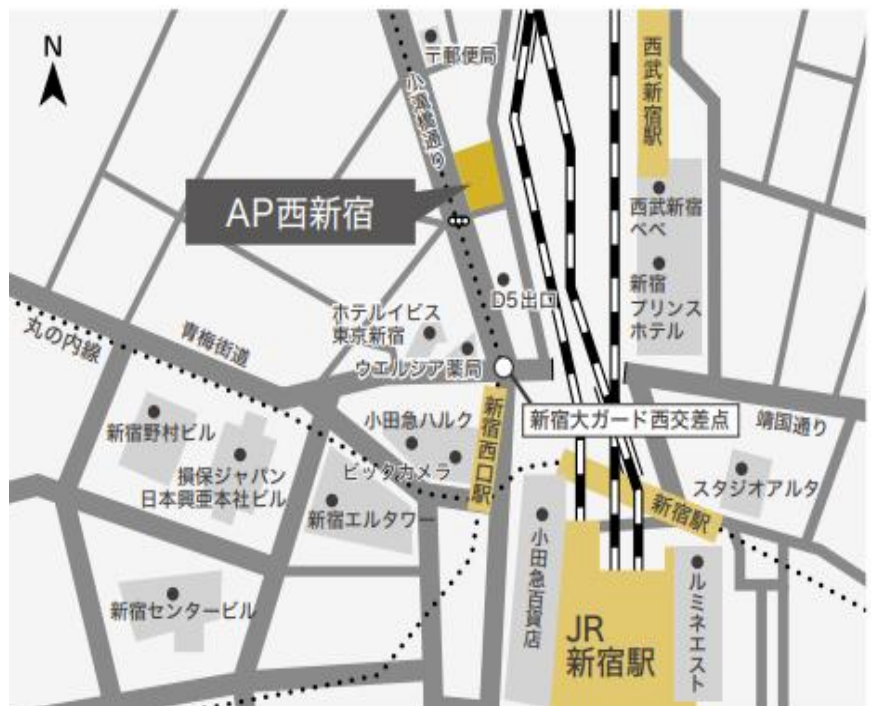 N
〒郵便局
小滝橋通り
西武新宿駅
AP西新宿
西武新宿
ペペ
新宿
プリンス
ホテル
D5出口
ホテルイビス
東京新宿
ウエルシア薬局
丸の内線
青梅街道
新宿大ガード西交差点
靖国通り
小田急ハルク
新宿西口駅
新宿野村ビル
損保ジャパン
日本興亜本社ビル
ビックカメラ
新宿エルタワー
スタジオアルタ
新宿駅
小田急百貨店
新宿センタービル
JR
新宿駅
ルミネエスト